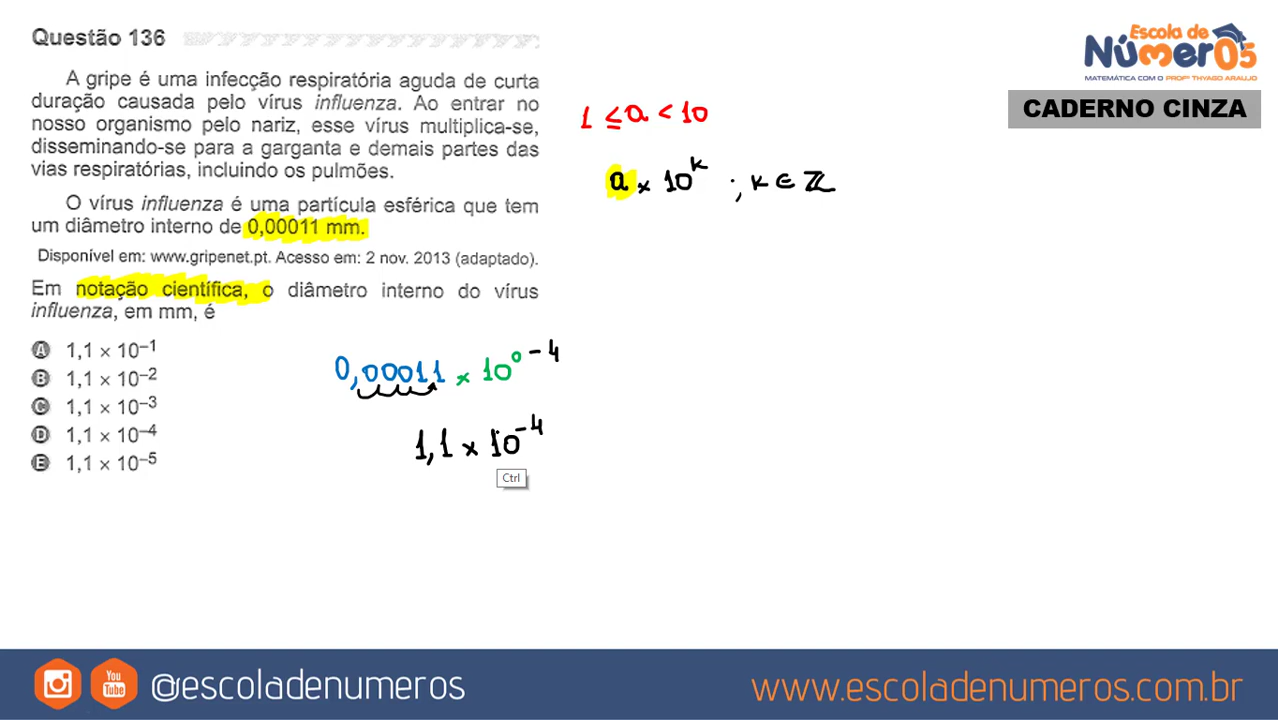 Questão 136
A gripe é uma infecção respiratória aguda de curta
duração causada pelo vírus influenza. Ao entrar no
nosso organismo pelo nariz, esse vírus multiplica-se,
disseminando-se para a garganta e demais partes das
vias respiratórias, incluindo os pulmões.
O vírus influenza é uma partícula esférica que tem
um diâmetro interno de 0,00011 mm.
Disponível em: www.gripenet.pt. Acesso em: 2 nov. 2013 (adaptado).
Em notação científica, o diâmetro interno do vírus
influenza, em mm, é
A 1,1 × 10⁻¹
B 1,1 × 10⁻²
C 1,1 × 10⁻³
D 1,1 × 10⁻⁴
E 1,1 × 10⁻⁵
0,00011 × 10⁰⁻⁴
1,1 × 10⁻⁴
Ctrl
1 ≤ a < 10
a × 10ᵏ ; k ∈ ℤ
Escola de
NúmerO5
MATEMÁTICA COM O PROFº THYAGO ARAUJO
CADERNO CINZA
You
Tube
@escoladenumeros
www.escoladenumeros.com.br